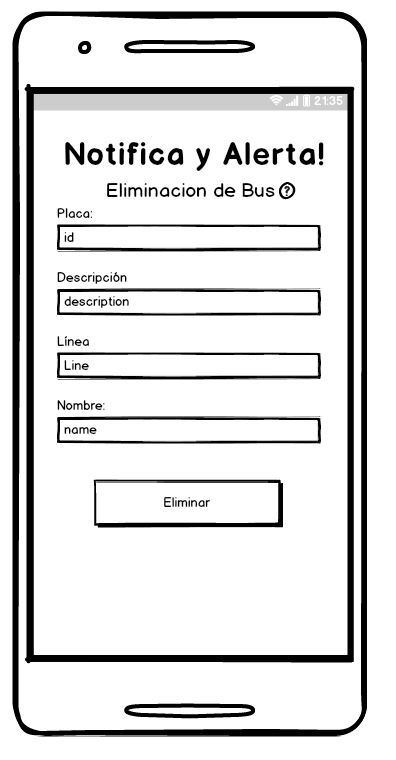 21:35
Notifica y Alerta!
Eliminacion de Bus ?
Placa:
id
Descripción
description
Línea
Line
Nombre:
name
Eliminar